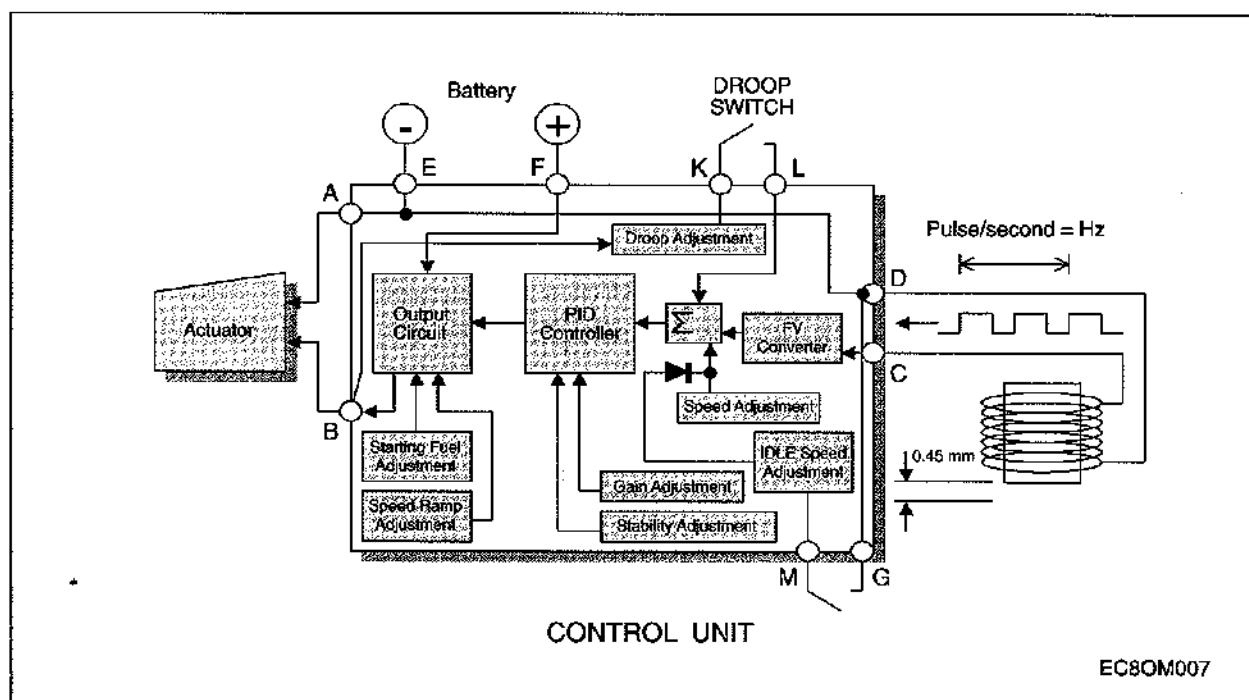 Battery
DROOP
SWITCH
-
+
A
E
F
K
L
Droop Adjustment
Pulse/second = Hz
D
Actuator
Output
Circuit
PID
Controller
Σ
FV
Converter
C
Speed Adjustment
B
Starting Fuel
Adjustment
IDLE Speed
Adjustment
0.45 mm
Gain Adjustment
Speed Ramp
Adjustment
Stability Adjustment
M
G
CONTROL UNIT
EC8OM007